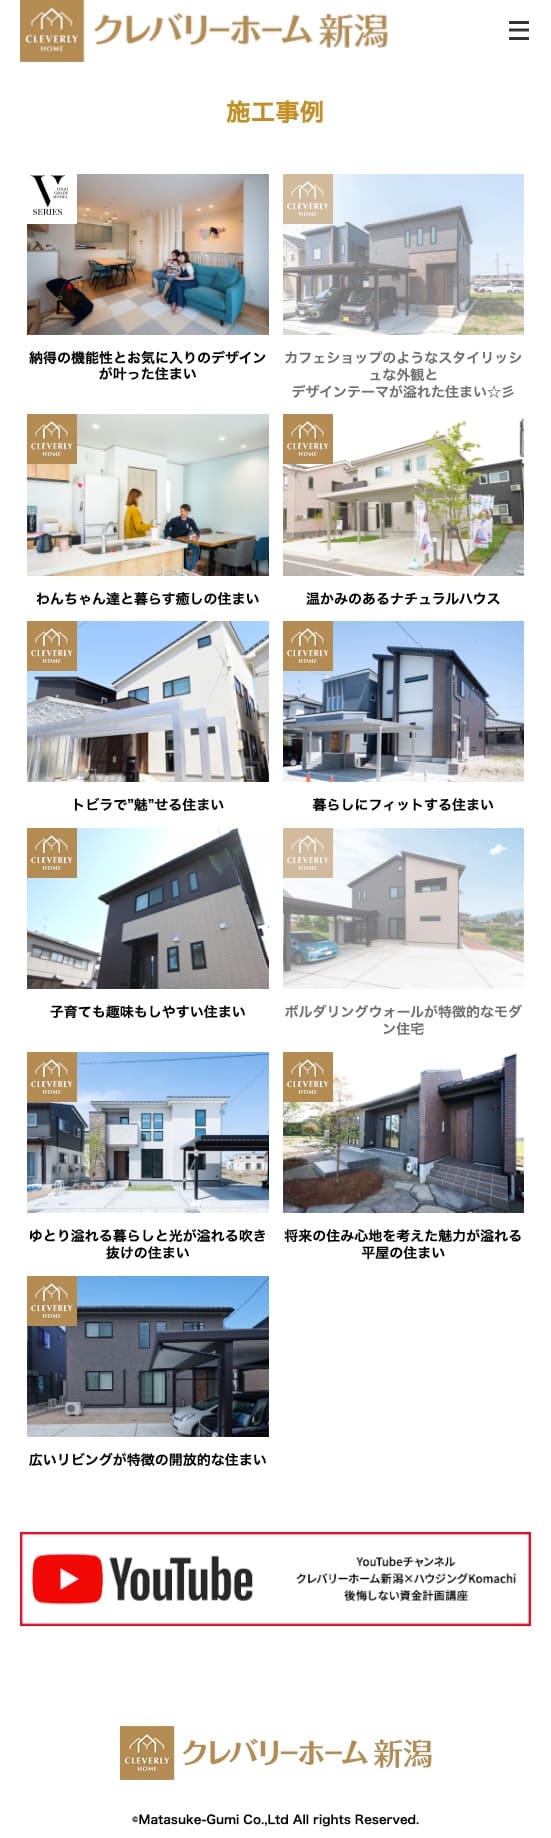 CLEVERLY
HOME
クレバリーホーム 新潟
施工事例
V
HIGH
GRADE
MODEL
SERIES
CLEVERLY
HOME
納得の機能性とお気に入りのデザイン
が叶った住まい
カフェショップのようなスタイリッシ
ュな外観と
デザインテーマが溢れた住まい☆彡
CLEVERLY
HOME
CLEVERLY
HOME
わんちゃん達と暮らす癒しの住まい
温かみのあるナチュラルハウス
CLEVERLY
HOME
CLEVERLY
HOME
トビラで”魅”せる住まい
暮らしにフィットする住まい
CLEVERLY
HOME
CLEVERLY
HOME
子育ても趣味もしやすい住まい
ボルダリングウォールが特徴的なモダ
ン住宅
CLEVERLY
HOME
CLEVERLY
HOME
ゆとり溢れる暮らしと光が溢れる吹き
抜けの住まい
将来の住み心地を考えた魅力が溢れる
平屋の住まい
CLEVERLY
HOME
広いリビングが特徴の開放的な住まい
YouTube
YouTubeチャンネル
クレバリーホーム新潟×ハウジングKomachi
後悔しない資金計画講座
CLEVERLY
HOME
クレバリーホーム 新潟
©Matasuke-Gumi Co.,Ltd All rights Reserved.